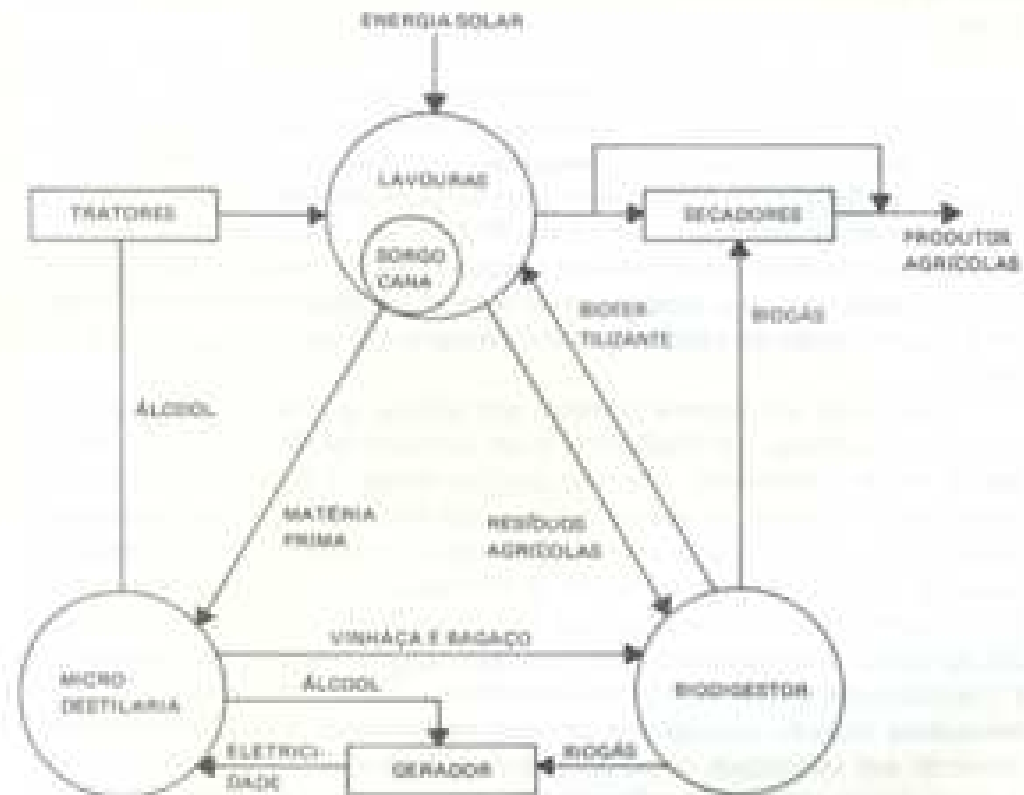 ENERGIA SOLAR
LAVOURAS
TRATORES
SECADORES
SORGO
CANA
PRODUTOS
AGRÍCOLAS
BIOFER-
TILIZANTE
BIOGÁS
ÁLCOOL
MATÉRIA
PRIMA
RESÍDUOS
AGRÍCOLAS
VINHAÇA E BAGAÇO
MICRO-
DESTILARIA
ÁLCOOL
BIODIGESTOR
ELETRICI-
DADE
GERADOR
BIOGÁS